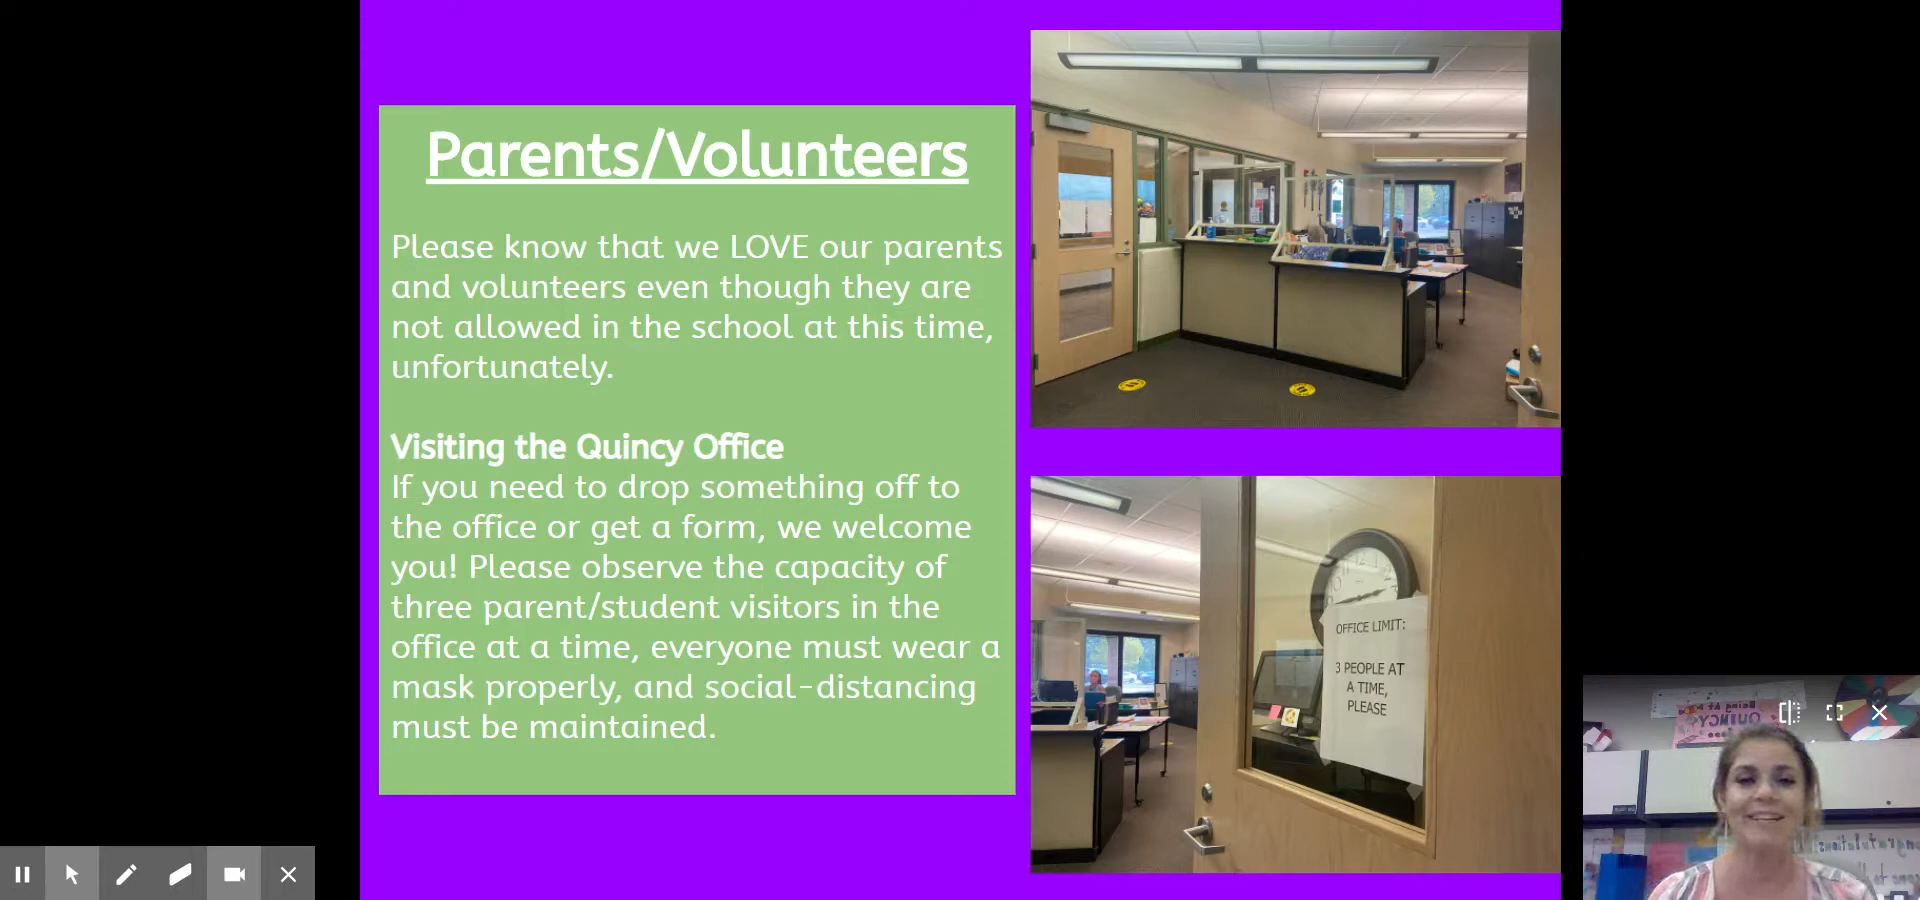 Parents/Volunteers
Please know that we LOVE our parents
and volunteers even though they are
not allowed in the school at this time,
unfortunately.
Visiting the Quincy Office
If you need to drop something off to
the office or get a form, we welcome
you! Please observe the capacity of
three parent/student visitors in the
office at a time, everyone must wear a
mask properly, and social-distancing
must be maintained.
OFFICE LIMIT:
3 PEOPLE AT
A TIME,
PLEASE
Being At
QUINCY